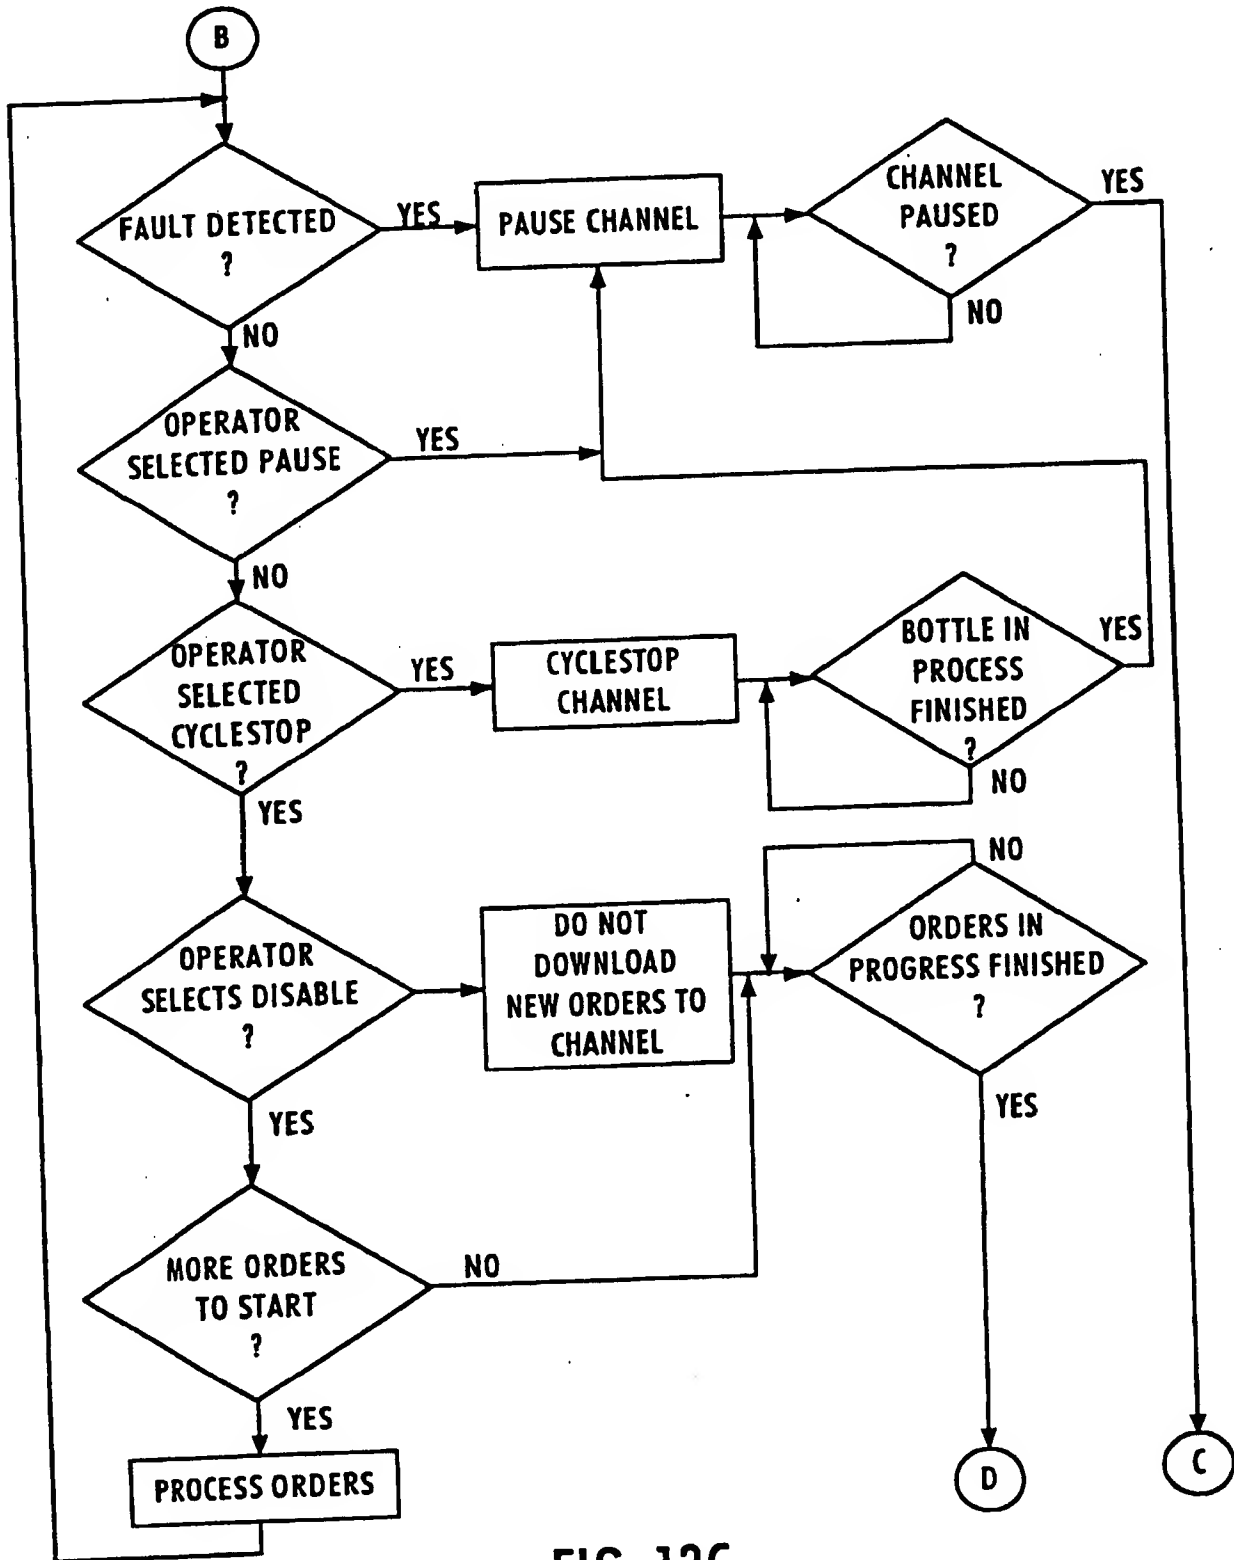 B
FAULT DETECTED
?
YES
PAUSE CHANNEL
CHANNEL
PAUSED
?
YES
NO
NO
OPERATOR
SELECTED PAUSE
?
YES
NO
OPERATOR
SELECTED
CYCLESTOP
?
YES
CYCLESTOP
CHANNEL
BOTTLE IN
PROCESS
FINISHED
?
YES
NO
YES
OPERATOR
SELECTS DISABLE
?
DO NOT
DOWNLOAD
NEW ORDERS TO
CHANNEL
NO
ORDERS IN
PROGRESS FINISHED
?
YES
YES
MORE ORDERS
TO START
?
NO
YES
PROCESS ORDERS
D
C
FIG. 12C